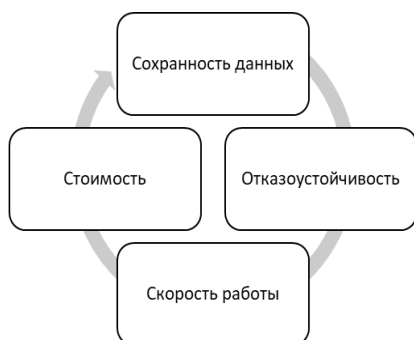 Сохранность данных
Стоимость
Отказоустойчивость
Скорость работы